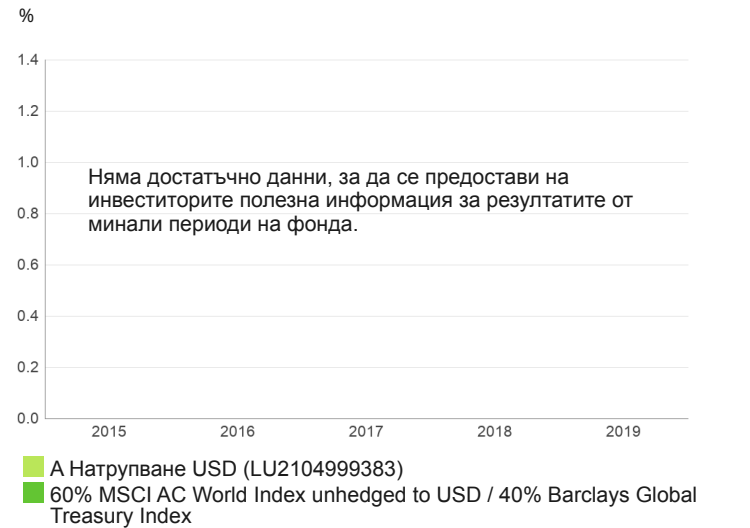 %
1.4
1.2
1.0
Няма достатъчно данни, за да се предостави на
инвеститорите полезна информация за резултатите от
минали периоди на фонда.
0.8
0.6
0.4
0.2
0.0
2015 2016 2017 2018 2019
А Натрупване USD (LU2104999383)
60% MSCI AC World Index unhedged to USD / 40% Barclays Global
Treasury Index